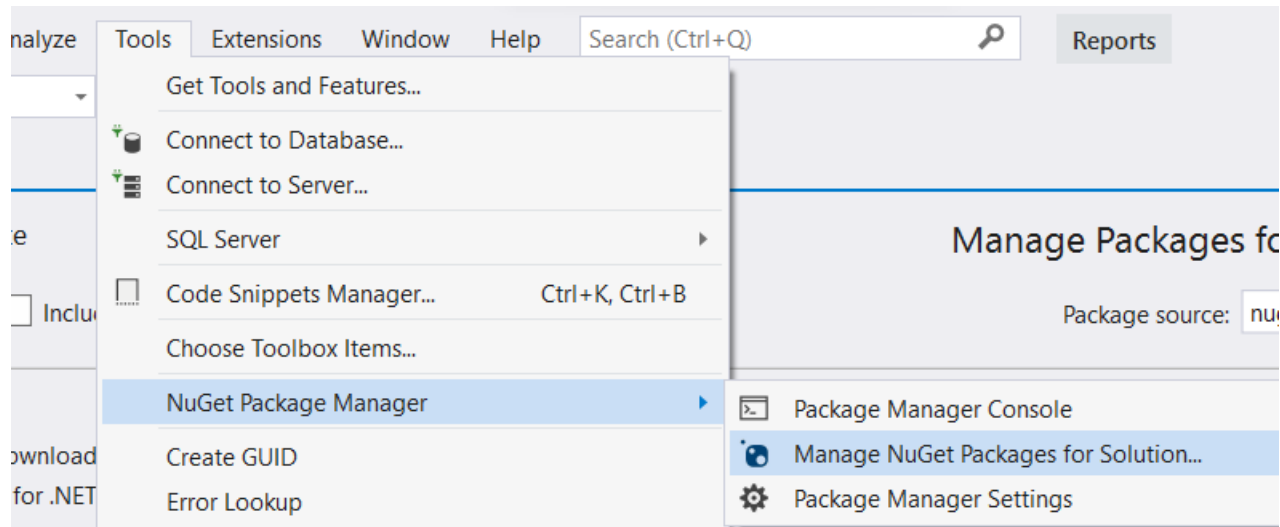 nalyze Tools Extensions Window Help Search (Ctrl+Q) Reports
Get Tools and Features...
Connect to Database...
Connect to Server...
te SQL Server Manage Packages fo
Inclu Code Snippets Manager... Ctrl+K, Ctrl+B Package source: nug
Choose Toolbox Items...
NuGet Package Manager Package Manager Console
ownload Create GUID Manage NuGet Packages for Solution...
for .NET Error Lookup Package Manager Settings